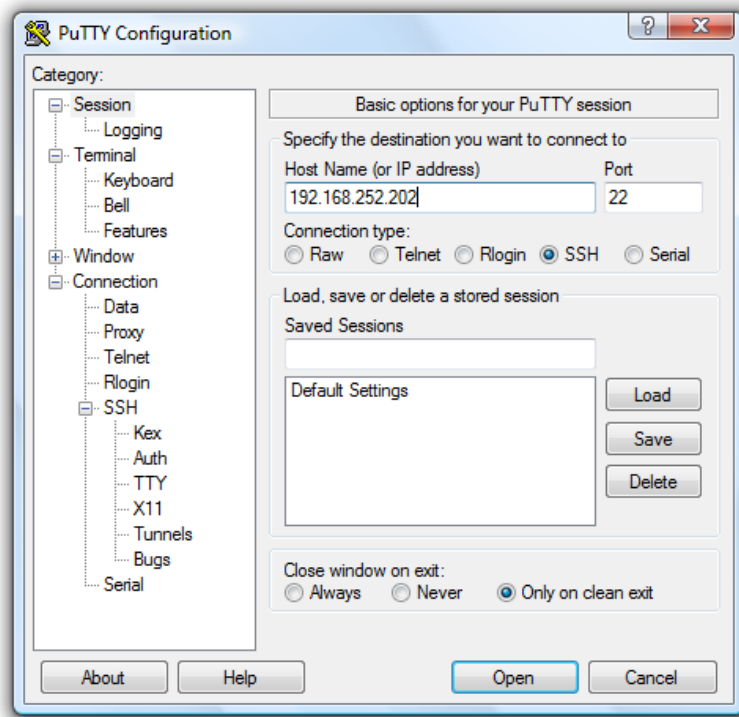 PuTTY Configuration
Category:
Session
Logging
Terminal
Keyboard
Bell
Features
Window
Connection
Data
Proxy
Telnet
Rlogin
SSH
Kex
Auth
TTY
X11
Tunnels
Bugs
Serial
Basic options for your PuTTY session
Specify the destination you want to connect to
Host Name (or IP address) Port
192.168.252.202 22
Connection type:
Raw Telnet Rlogin SSH Serial
Load, save or delete a stored session
Saved Sessions
Default Settings
Load
Save
Delete
Close window on exit:
Always Never Only on clean exit
About Help Open Cancel